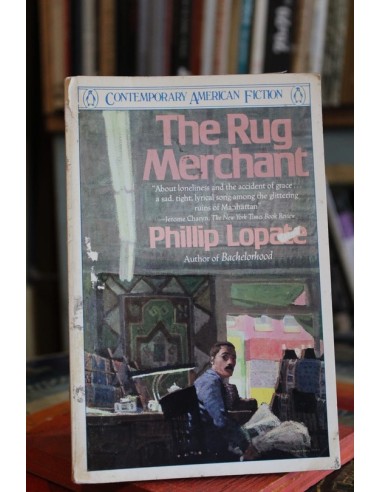 CONTEMPORARY AMERICAN FICTION
The Rug
Merchant
"About loneliness and the accident of grace:
a sad, tight, lyrical song among the glittering
ruins of Manhattan."
—Jerome Charyn, The New York Times Book Review
Phillip Lopate
Author of Bachelorhood